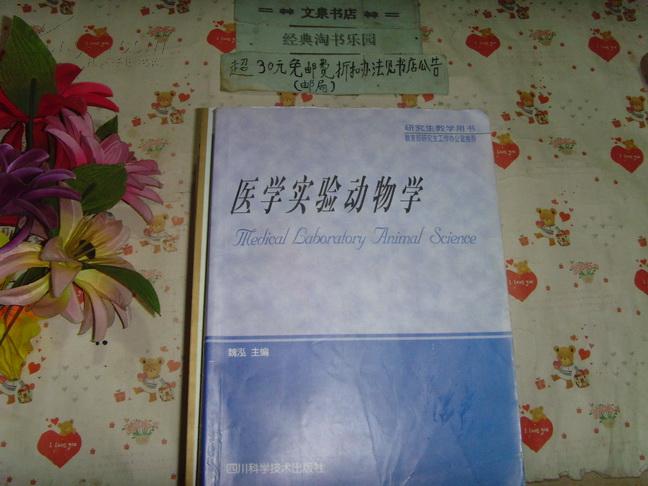 文泉书店
经典淘书乐园
超30元免邮费折扣办法见书店公告
(邮局)
研究生教学用书
教育部研究生工作办公室推荐
医学实验动物学
Medical Laboratory Animal Science
魏泓 主编
四川科学技术出版社
I love you